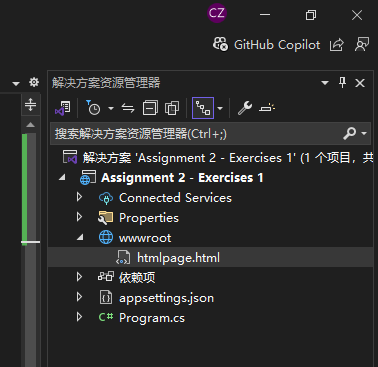 CZ
GitHub Copilot
解决方案资源管理器
搜索解决方案资源管理器(Ctrl+;)
解决方案 'Assignment 2 - Exercises 1' (1 个项目, 共
Assignment 2 - Exercises 1
Connected Services
Properties
wwwroot
htmlpage.html
依赖项
appsettings.json
C# Program.cs